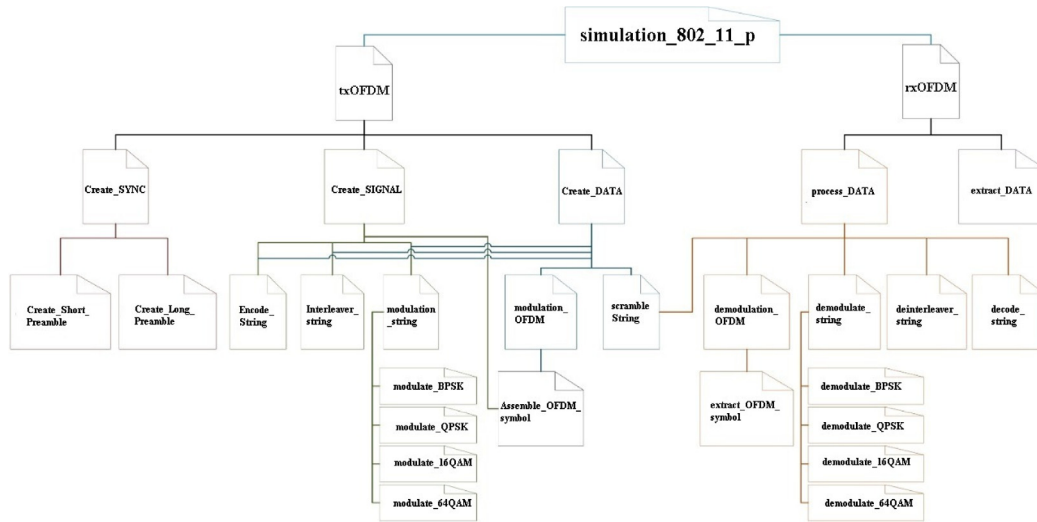 simulation_802_11_p
txOFDM
rxOFDM
Create_SYNC
Create_SIGNAL
Create_DATA
process_DATA
extract_DATA
Create_Short_
Preamble
Create_Long_
Preamble
Encode_
String
Interleaver_
string
modulation
_string
modulation_
OFDM
scramble
String
demodulation_
OFDM
demodulate_
string
deinterleaver_
string
decode_
string
modulate_BPSK
modulate_QPSK
modulate_16QAM
modulate_64QAM
Assemble_OFDM_
symbol
extract_OFDM_
symbol
demodulate_BPSK
demodulate_QPSK
demodulate_16QAM
demodulate_64QAM